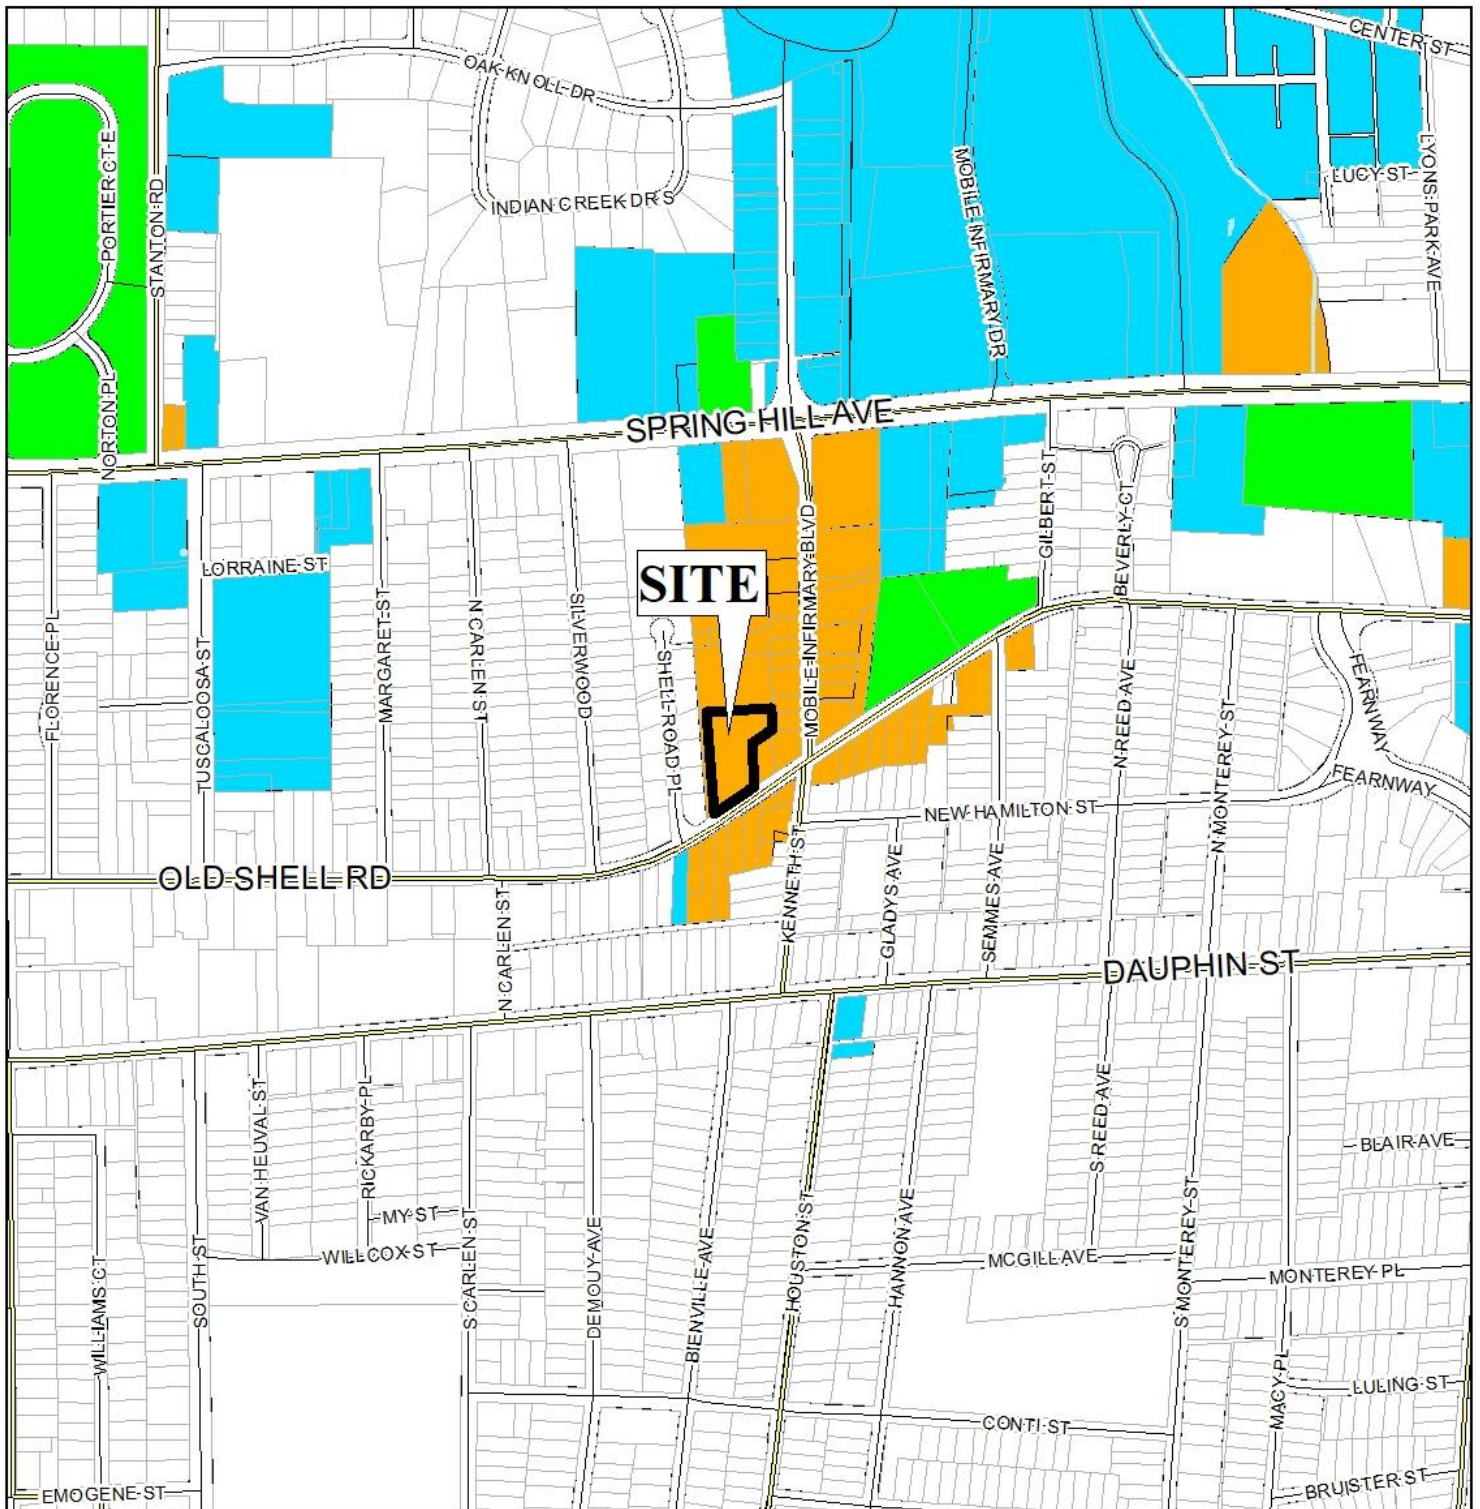 CENTER ST
OAK KNOLL DR
PORTIER CT E
STANTON RD
INDIAN CREEK DR S
MOBILE INFIRMARY DR
LUCY ST
LYONS PARK AVE
NORTON PL
SPRING HILL AVE
GILBERT ST
BEVERLY CT
MOBILE INFIRMARY BLVD
LORRAINE ST
SITE
FLORENCE PL
TUSCALOOSA ST
MARGARET ST
N CARLEN ST
SILVERWOOD
SHELL ROAD PL
N REED AVE
N MONTEREY ST
FEARNWAY
FEARNWAY
NEW HAMILTON ST
OLD SHELL RD
KENNETH ST
GLADYS AVE
SEMMES AVE
N CARLEN ST
DAUPHIN ST
VAN HEUVAL ST
RICKARBY PL
S REED AVE
BLAIR AVE
MY ST
WILLCOX ST
SOUTH ST
WILLIAMS CT
S CARLEN ST
DEMOUY AVE
BIENVILLE AVE
HOUSTON ST
HANNON AVE
MCGILL AVE
S MONTEREY ST
MONTEREY PL
MACY PL
LULING ST
CONTI ST
EMOGENE ST
BRUISTER ST